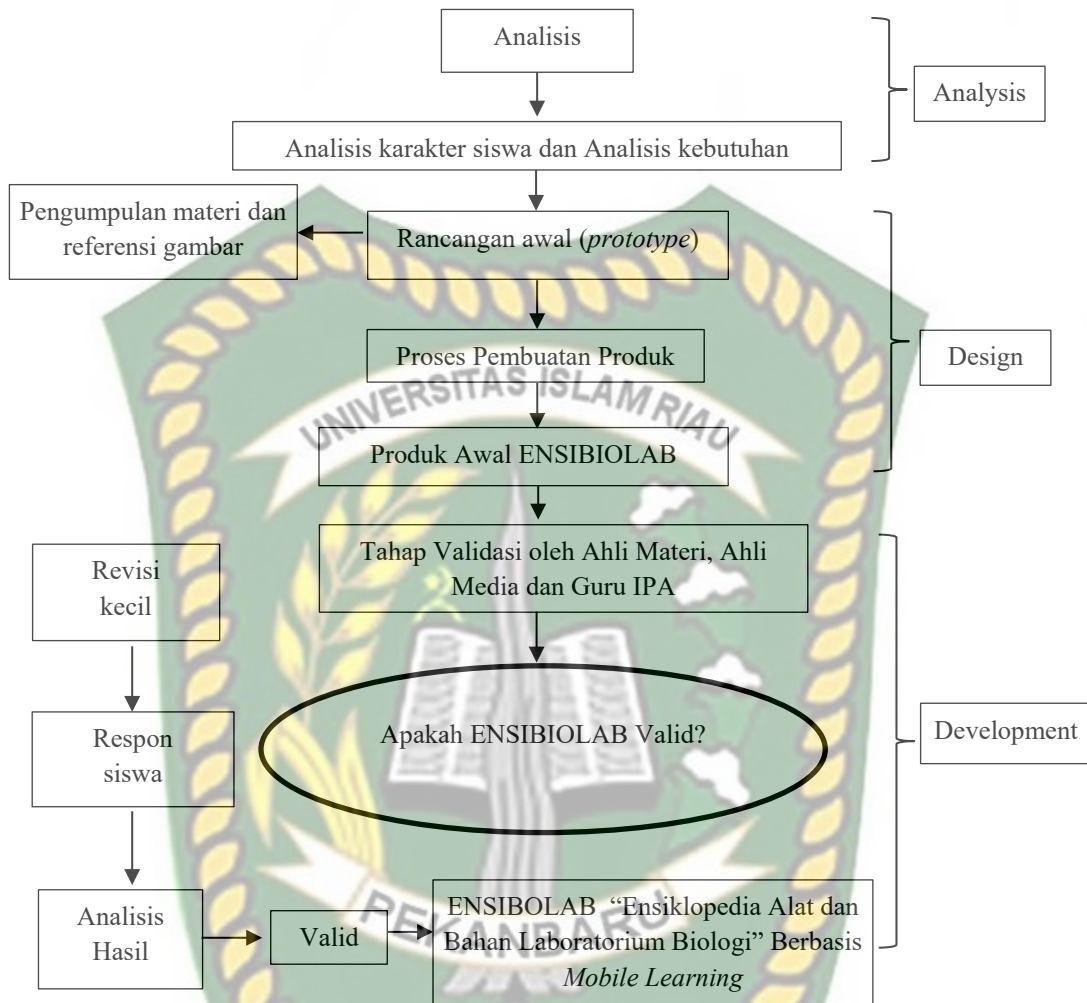 Analisis
Analysis
Analisis karakter siswa dan Analisis kebutuhan
Pengumpulan materi dan
referensi gambar
Rancangan awal (prototype)
Proses Pembuatan Produk
Design
UNIVERSITAS ISLAM RIAU
Produk Awal ENSIBIOLAB
Tahap Validasi oleh Ahli Materi, Ahli
Media dan Guru IPA
Revisi
kecil
Apakah ENSIBIOLAB Valid?
Respon
siswa
Development
Analisis
Hasil
Valid
PEKANBARU
ENSIBOLAB “Ensiklopedia Alat dan
Bahan Laboratorium Biologi” Berbasis
Mobile Learning